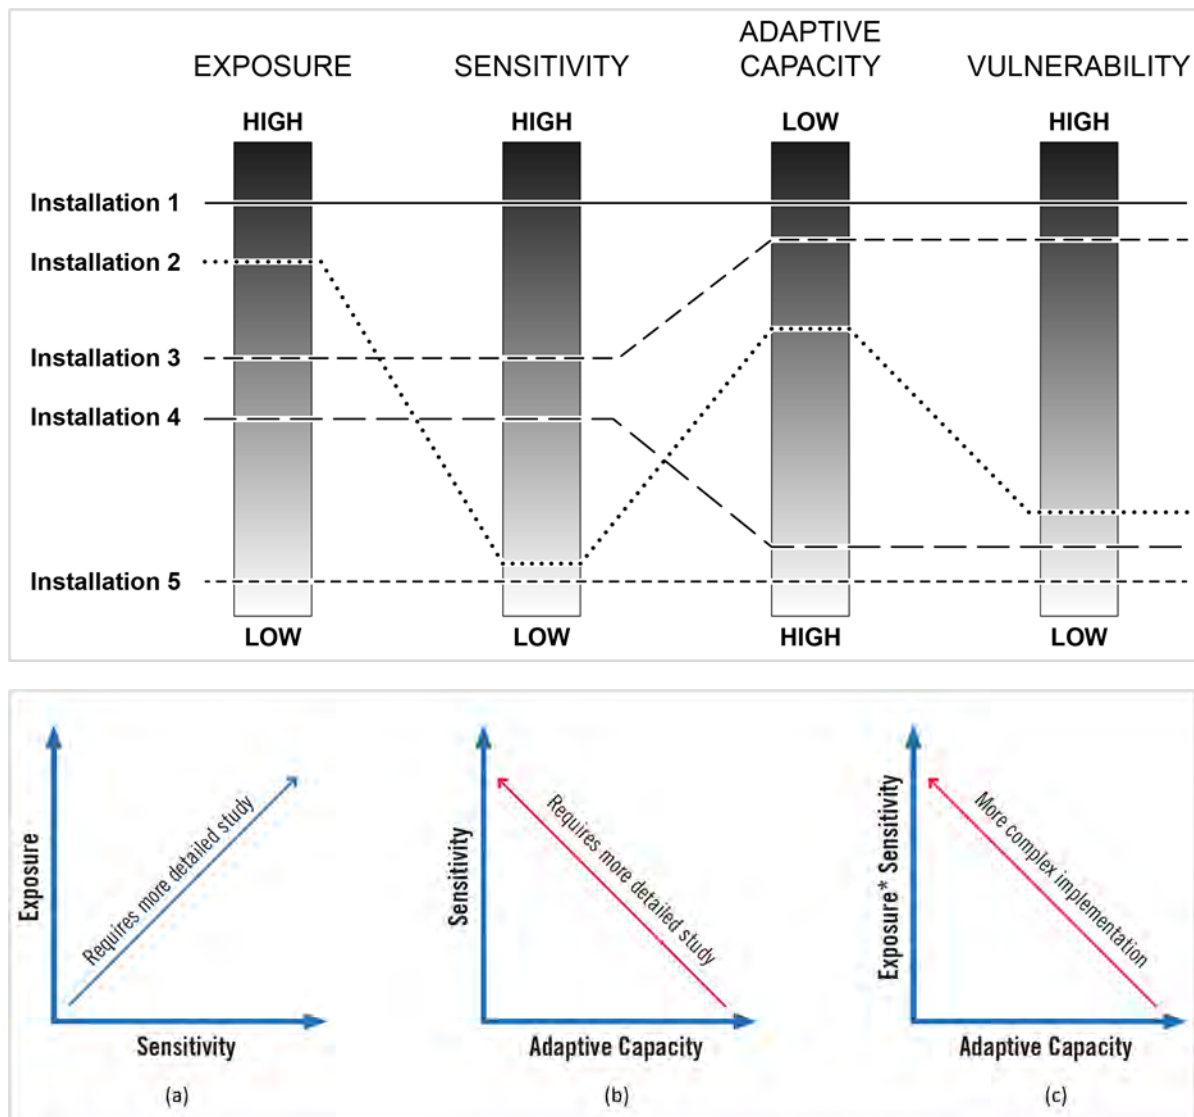 EXPOSURE
SENSITIVITY
ADAPTIVE
CAPACITY
VULNERABILITY
HIGH
HIGH
LOW
HIGH
Installation 1
Installation 2
Installation 3
Installation 4
Installation 5
LOW
LOW
HIGH
LOW
Exposure
Requires more detailed study
Sensitivity
(a)
Sensitivity
Requires more detailed study
Adaptive Capacity
(b)
Exposure* Sensitivity
More complex implementation
Adaptive Capacity
(c)